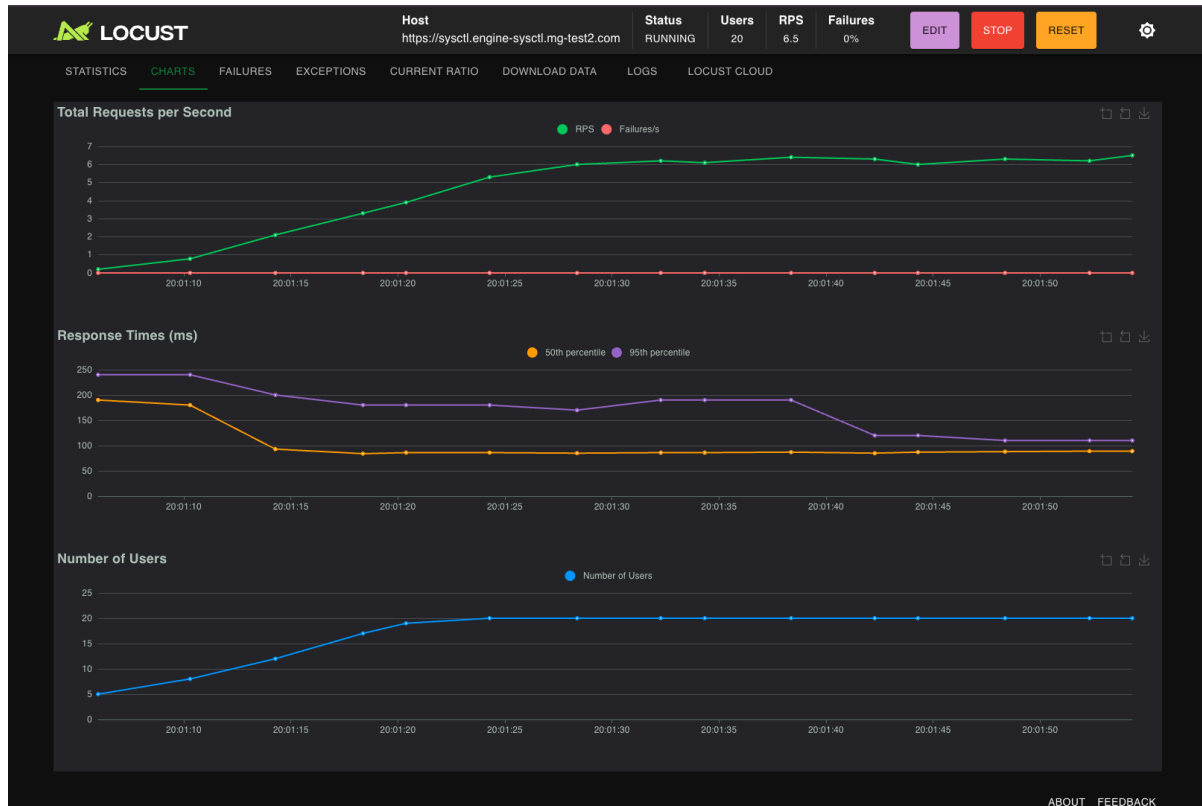 LOCUST
Host
https://sysctl.engine-sysctl.mg-test2.com
Status
RUNNING
Users
20
RPS
6.5
Failures
0%
EDIT
STOP
RESET
STATISTICS CHARTS FAILURES EXCEPTIONS CURRENT RATIO DOWNLOAD DATA LOGS LOCUST CLOUD
Total Requests per Second
RPS Failures/s
7
6
5
4
3
2
1
0
20:01:10 20:01:15 20:01:20 20:01:25 20:01:30 20:01:35 20:01:40 20:01:45 20:01:50
Response Times (ms)
50th percentile 95th percentile
250
200
150
100
50
0
20:01:10 20:01:15 20:01:20 20:01:25 20:01:30 20:01:35 20:01:40 20:01:45 20:01:50
Number of Users
Number of Users
25
20
15
10
5
0
20:01:10 20:01:15 20:01:20 20:01:25 20:01:30 20:01:35 20:01:40 20:01:45 20:01:50
ABOUT FEEDBACK